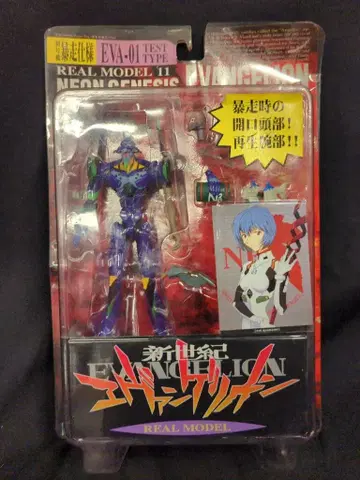 暴走仕様
EVA-01 TEST TYPE
REAL MODEL 11
NEON GENESIS EVANGELION
暴走時の
開口頭部！
再生腕部！！
新世紀
EVANGELION
エヴァンゲリオン
REAL MODEL